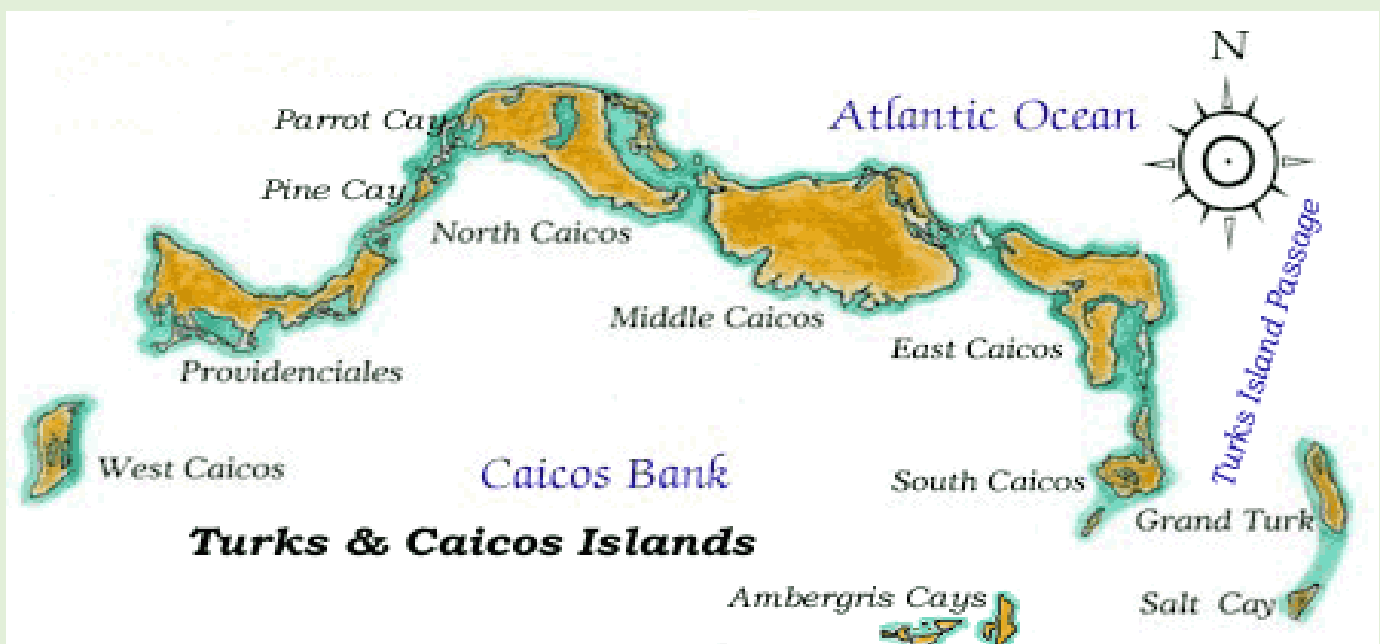 N
Atlantic Ocean
Parrot Cay
Pine Cay
North Caicos
Turks Island Passage
Middle Caicos
East Caicos
Providenciales
West Caicos
Caicos Bank
South Caicos
Grand Turk
Turks & Caicos Islands
Ambergris Cays
Salt Cay